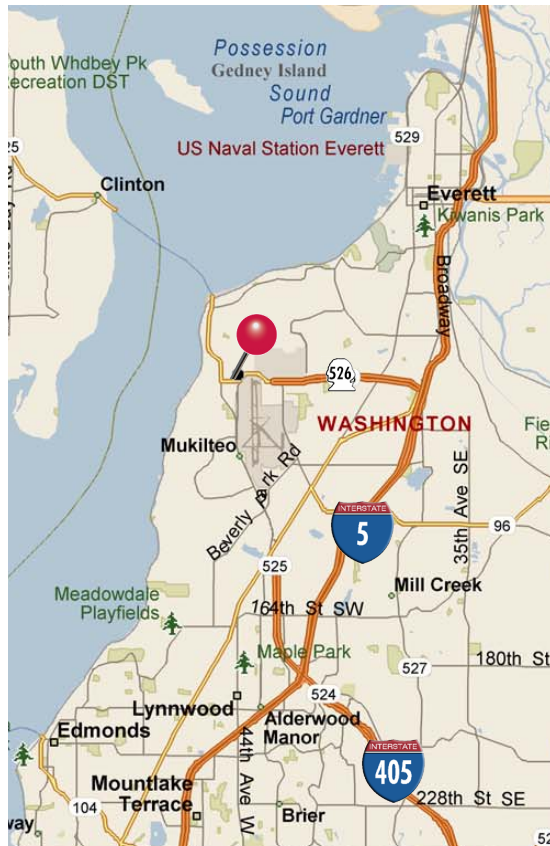 Possession
Gedney Island
Sound
Port Gardner
South Whdbey Pk
Recreation DST
US Naval Station Everett
529
25
Clinton
Everett
Kiwanis Park
Broadway
526
WASHINGTON
Mukilteo
Beverly Park Rd
INTERSTATE
5
35th Ave SE
96
525
Mill Creek
Meadowdale
Playfields
164th St SW
Maple Park
527
180th St
524
Lynnwood
Alderwood
Manor
Edmonds
44th Ave W
INTERSTATE
405
Mountlake
Terrace
104
228th St SE
Brier
way
52